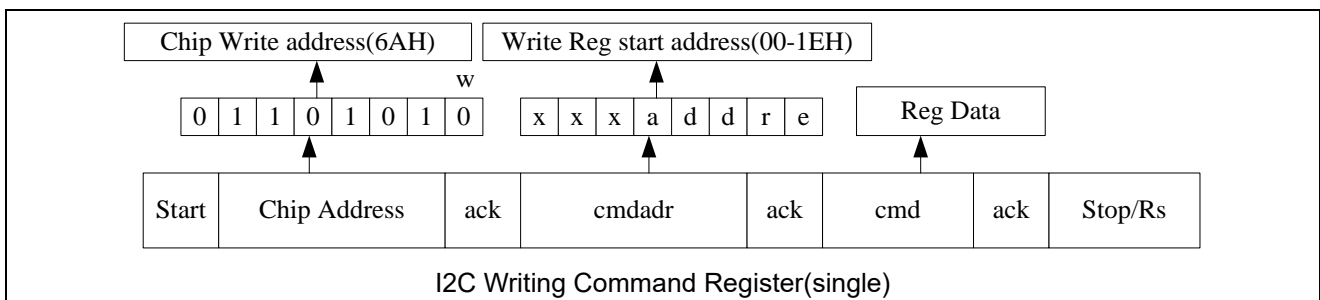 Chip Write address(6AH) Write Reg start address(00-1EH)
w
0 1 1 0 1 0 1 0 x x x a d d r e Reg Data
Start Chip Address ack cmdadr ack cmd ack Stop/Rs
I2C Writing Command Register(single)